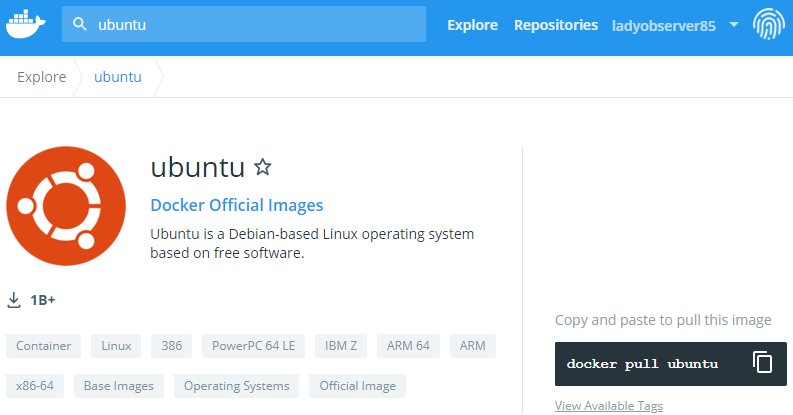 ubuntu
Explore Repositories ladyobserver85
Explore ubuntu
ubuntu
Docker Official Images
Ubuntu is a Debian-based Linux operating system
based on free software.
1B+
Copy and paste to pull this image
Container Linux 386 PowerPC 64 LE IBM Z ARM 64 ARM
docker pull ubuntu
x86-64 Base Images Operating Systems Official Image
View Available Tags